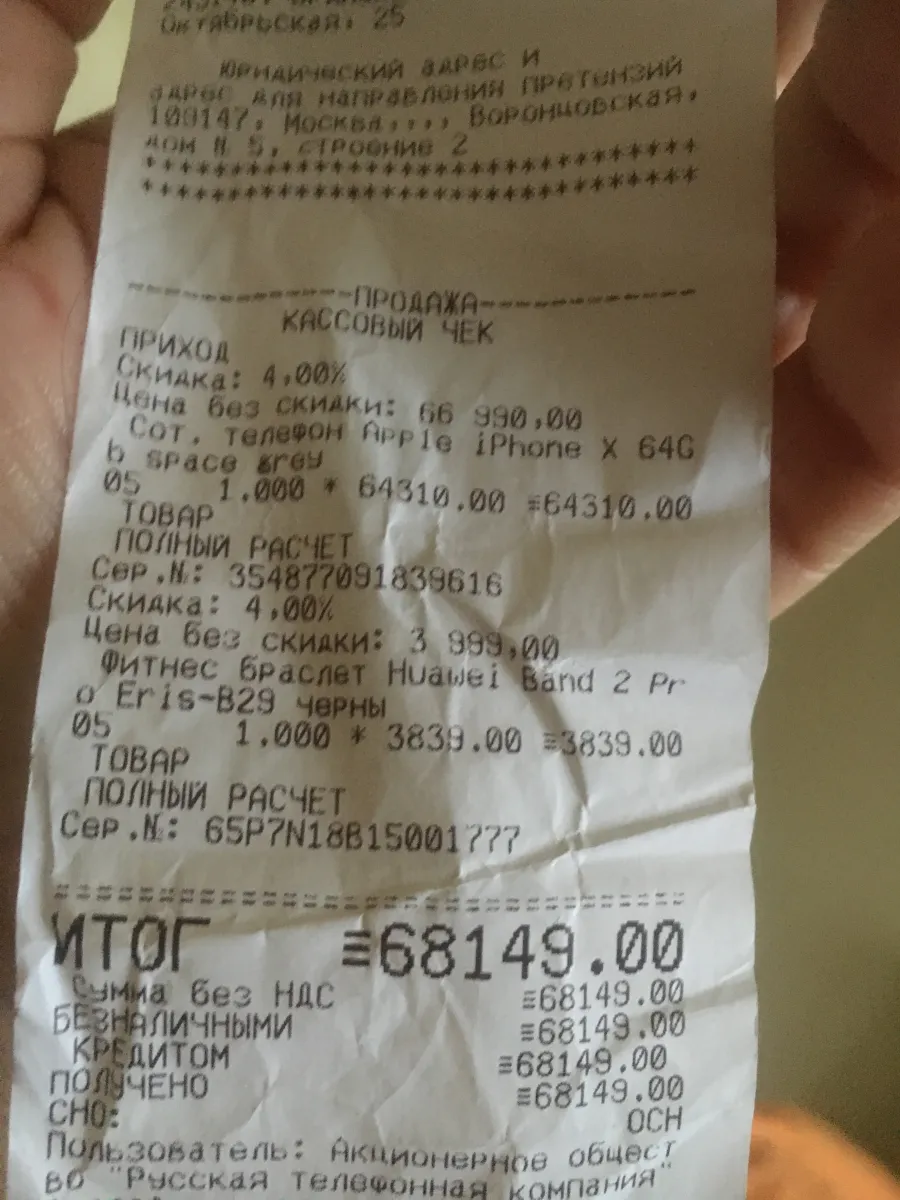 Октябрьская, 25
Юридический адрес и
адрес для направления претензий
109147, Москва,,,, Воронцовская,
дом № 5, строение 2
*******************************
*******************************
--------------ПРОДАЖА--------------
КАССОВЫЙ ЧЕК
ПРИХОД
Скидка: 4,00%
Цена без скидки: 66 990,00
Сот. телефон Apple iPhone X 64G
b space grey
05 1.000 * 64310.00 ≡64310.00
ТОВАР
ПОЛНЫЙ РАСЧЕТ
Сер.№: 354877091839616
Скидка: 4,00%
Цена без скидки: 3 999,00
Фитнес браслет Huawei Band 2 Pr
o Eris-B29 черны
05 1.000 * 3839.00 ≡3839.00
ТОВАР
ПОЛНЫЙ РАСЧЕТ
Сер.№: 65P7N18B15001777
==============================
ИТОГ ≡68149.00
Сумма без НДС ≡68149.00
БЕЗНАЛИЧНЫМИ ≡68149.00
КРЕДИТОМ ≡68149.00
ПОЛУЧЕНО ≡68149.00
СНО: ОСН
Пользователь: Акционерное общест
во "Русская телефонная компания"